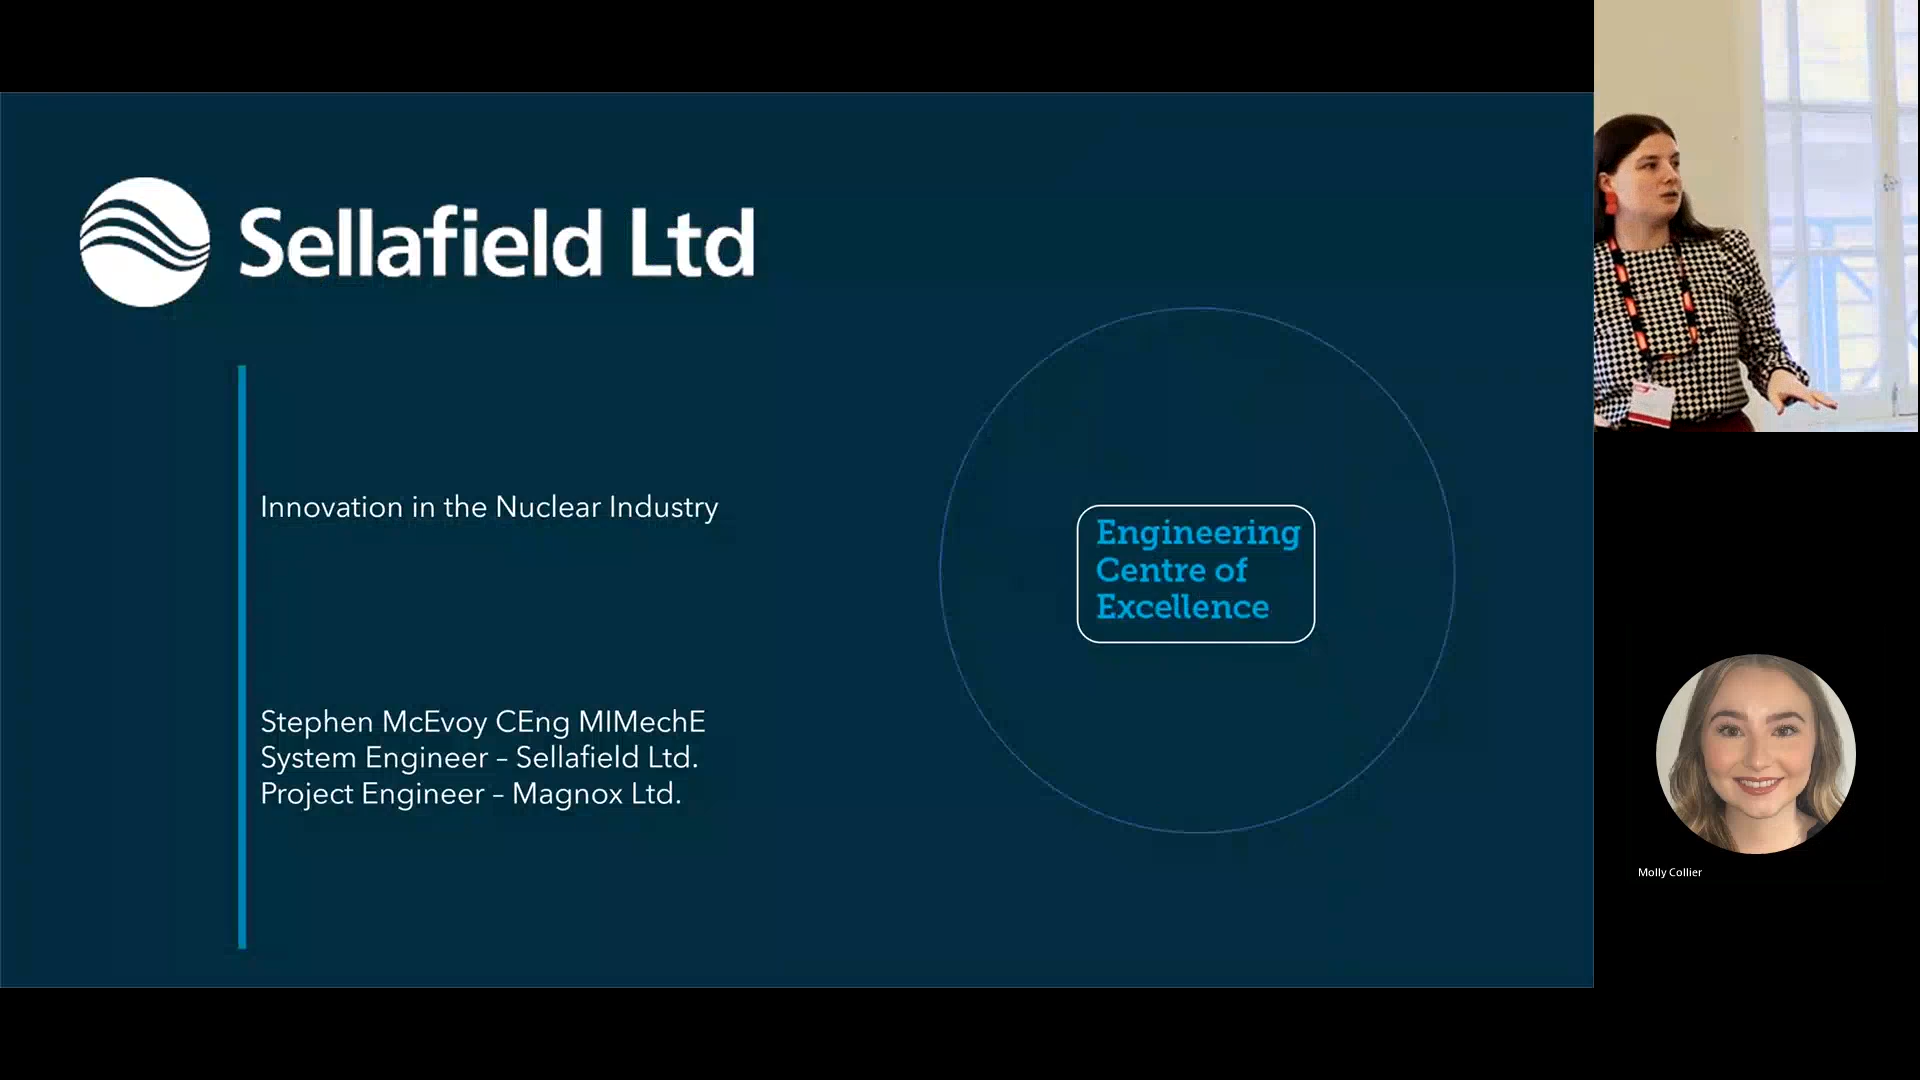 Sellafield Ltd
Innovation in the Nuclear Industry
Engineering
Centre of
Excellence
Stephen McEvoy CEng MIMechE
System Engineer – Sellafield Ltd.
Project Engineer – Magnox Ltd.
Molly Collier